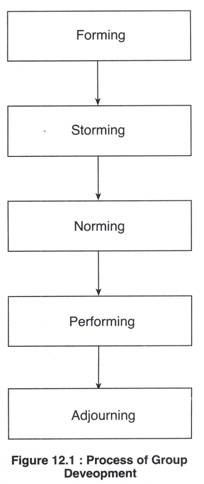 Forming
Storming
Norming
Performing
Adjourning
Figure 12.1 : Process of Group
Deveopment